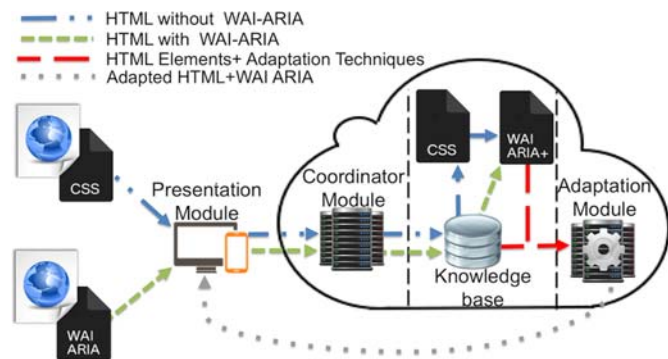 HTML without WAI-ARIA
HTML with WAI-ARIA
HTML Elements+ Adaptation Techniques
Adapted HTML+WAI ARIA
CSS
WAI
ARIA
Presentation
Module
Coordinator
Module
CSS
WAI
ARIA+
Knowledge
base
Adaptation
Module